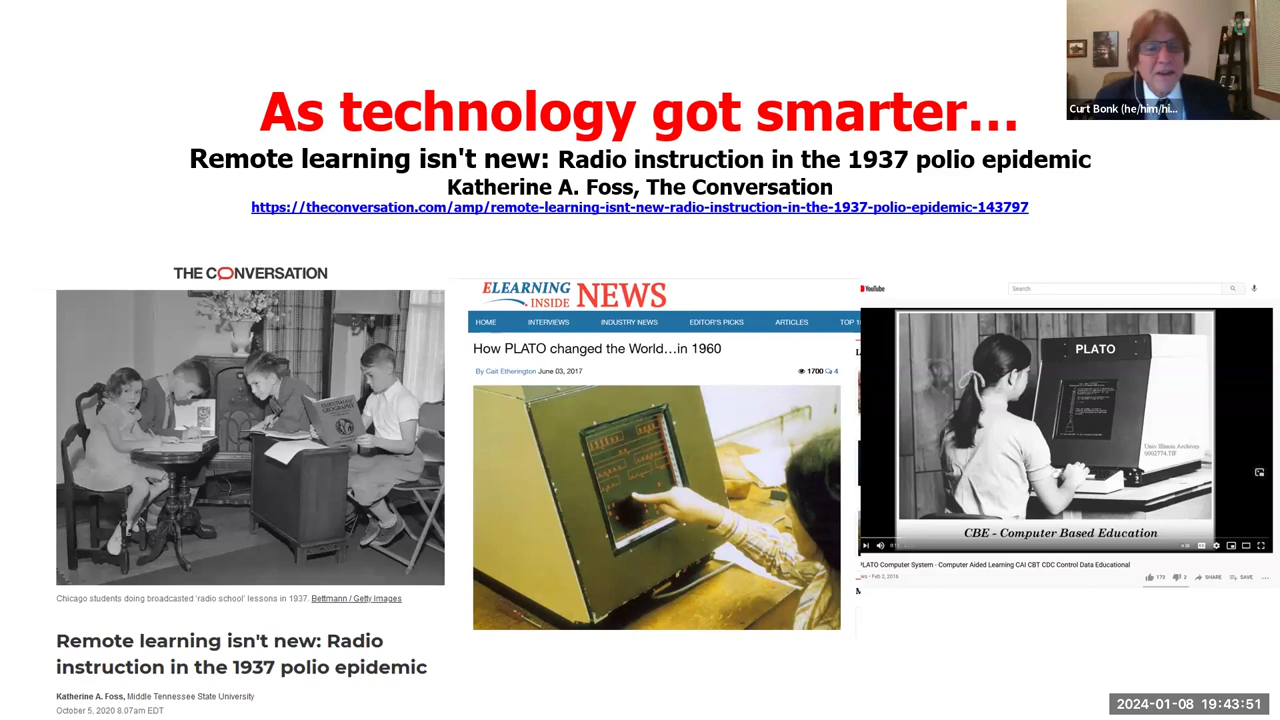 As technology got smarter...
Remote learning isn't new: Radio instruction in the 1937 polio epidemic
Katherine A. Foss, The Conversation
https://theconversation.com/amp/remote-learning-isnt-new-radio-instruction-in-the-1937-polio-epidemic-143797
Curt Bonk (he/him/hi...
THE CONVERSATION
Chicago students doing broadcasted 'radio school' lessons in 1937. Bettmann / Getty Images
Remote learning isn't new: Radio
instruction in the 1937 polio epidemic
Katherine A. Foss, Middle Tennessee State University
October 5, 2020 8.07am EDT
ELEARNING
INSIDE NEWS
HOME INTERVIEWS INDUSTRY NEWS EDITOR'S PICKS ARTICLES TOP
How PLATO changed the World...in 1960
By Cait Etherington June 03, 2017 1700 4
YouTube
Search
PLATO
Univ Illinois Archives
0002774.TIF
CBE - Computer Based Education
PLATO Computer System - Computer Aided Learning CAI CBT CDC Control Data Educational
Feb 2, 2016
173 2 SHARE SAVE
2024-01-08 19:43:51